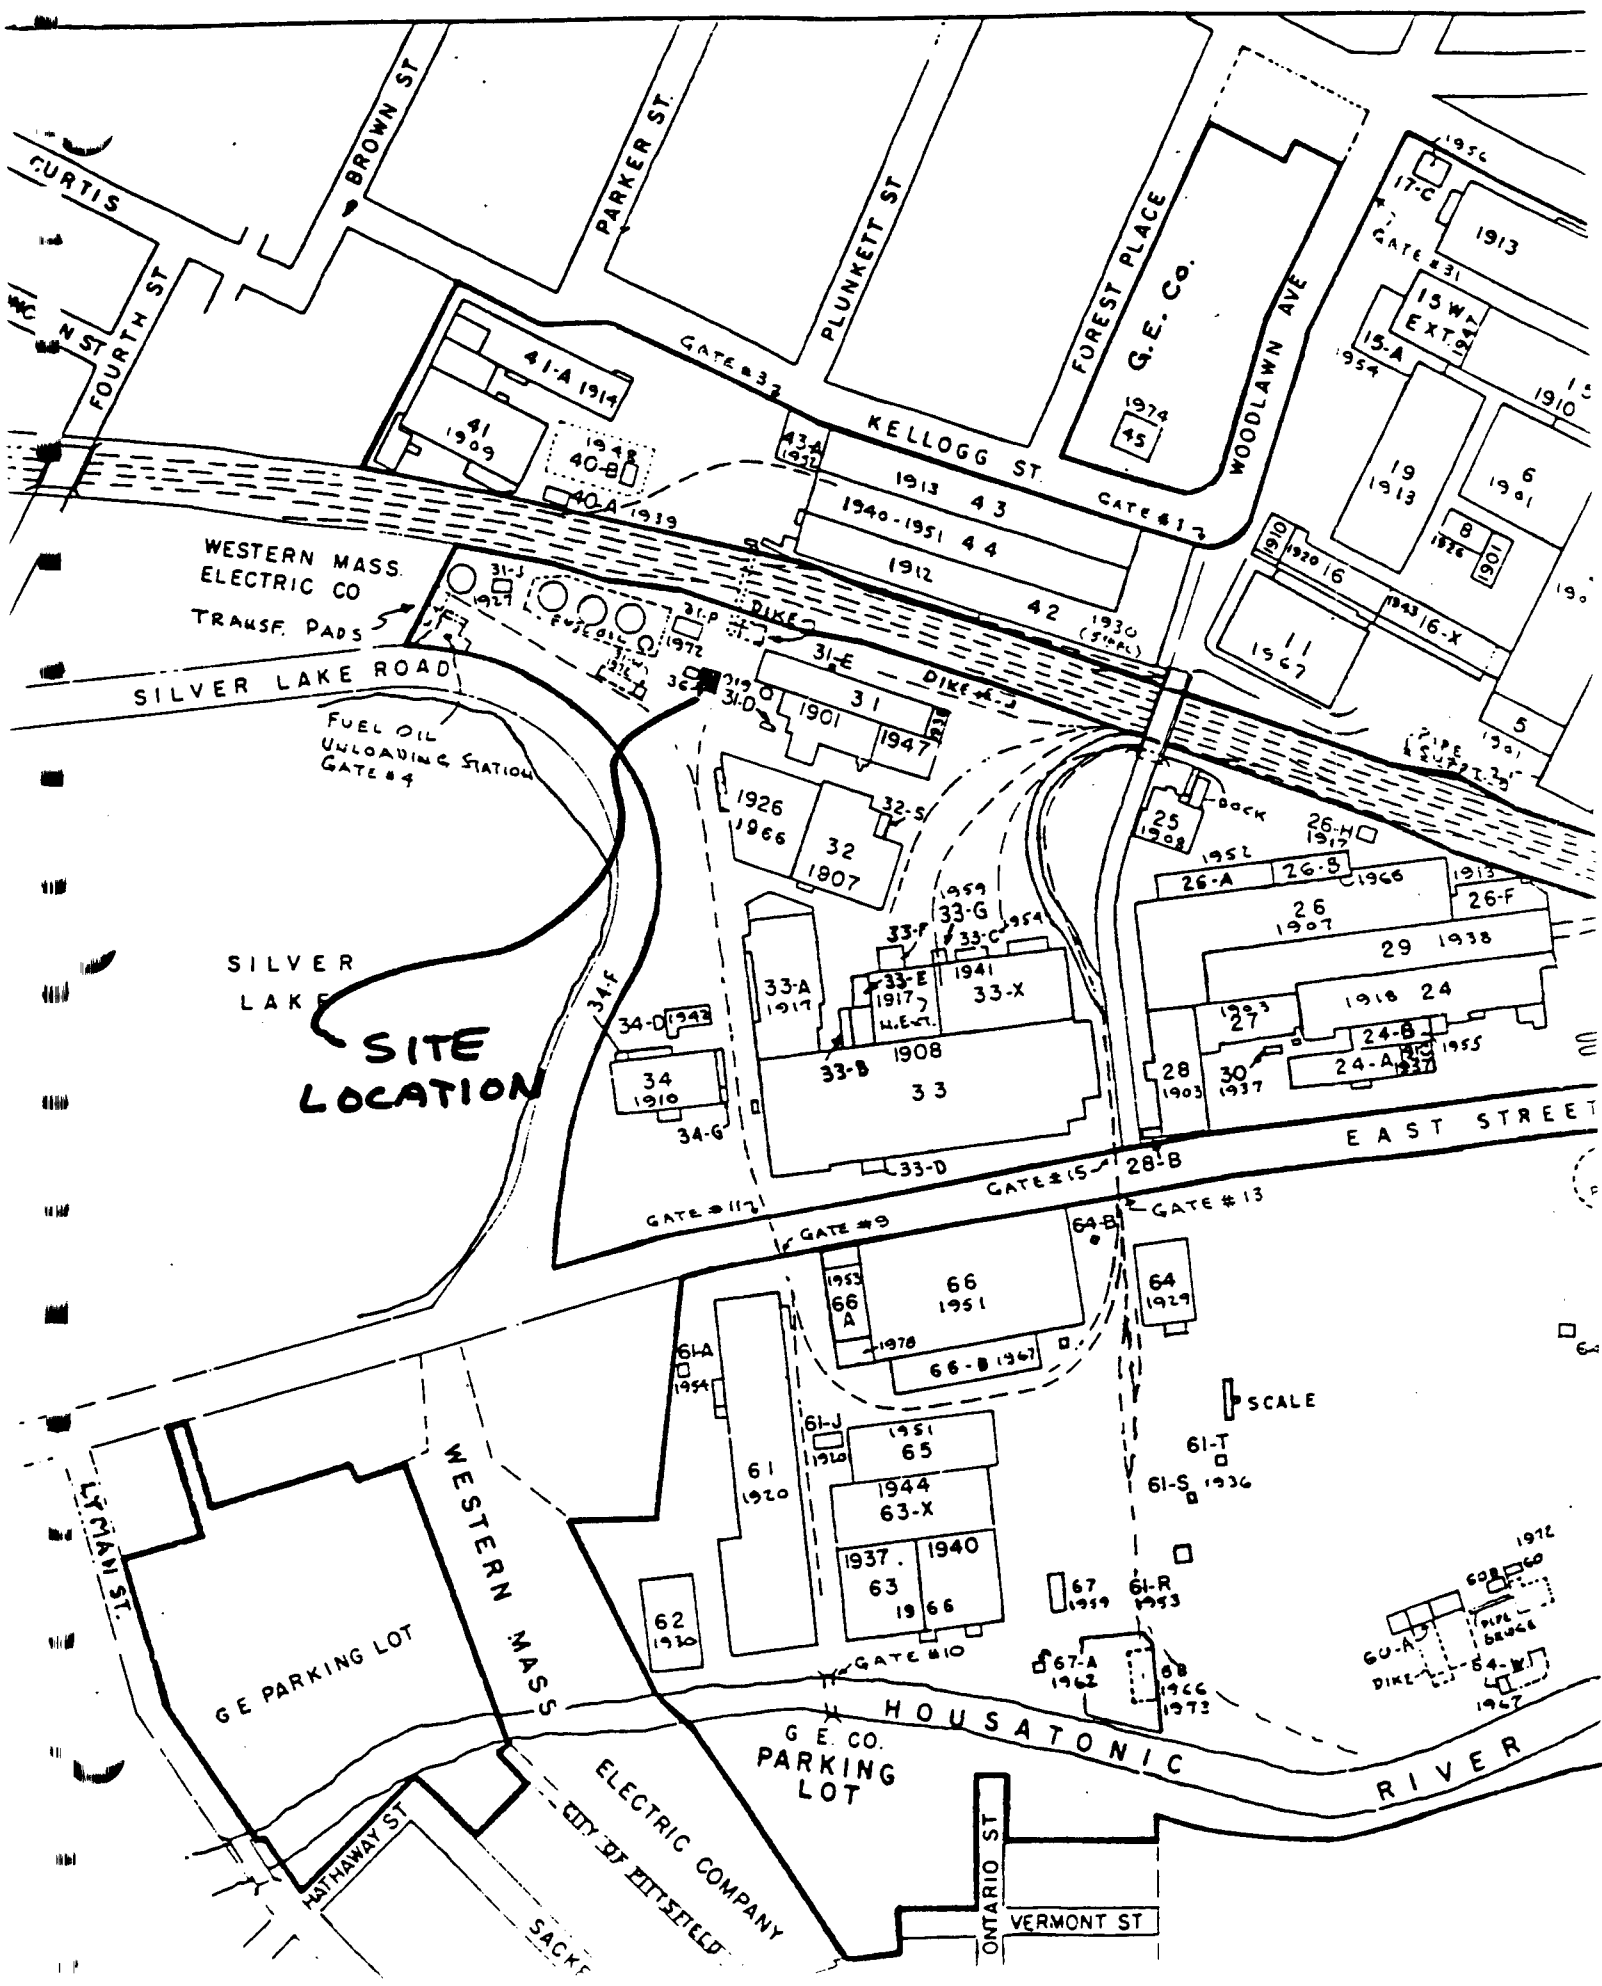 BROWN ST
PARKER ST.
PLUNKETT ST
FOREST PLACE
G.E. Co.
WOODLAWN AVE
1956
17-C
GATE #31
1913
CURTIS
FOURTH ST
N ST
15 W
EXT.
1947
15-A
1954
1910
15
41-A 1914
GATE #32
41
1909
1948
40-B
40-A 1939
KELLOGG ST.
1974
45
GATE #1
43-A
1913 43
1940-1951 44
1912
42
1930
19
1913
6
1901
8
1926
1901
1910
1920 16
1943 16-X
11
1967
5
1901
WESTERN MASS.
ELECTRIC CO
TRANSF. PADS
31-S
1927
FUEL OIL
31-P
1972
DIKE
SILVER LAKE ROAD
FUEL OIL
UNLOADING STATION
GATE #4
31-D
31-E
31
1901
1947
DIKE
1926
1966
32
1907
32-S
25
1908
DOCK
26-H
1917
1952
26-A
1966
1913
26-F
26
1907
29 1938
1918 24
1903
27
24-B
24-A
1937
1955
28
1903
30
1937
28-B
SILVER
LAKE
SITE
LOCATION
34-F
34-D
1942
34
1910
34-G
33-A
1917
33-F
1959
33-G
33-C
1954
33-E
1917
W.EXT.
1941
33-X
33-B
1908
33
33-D
EAST STREET
GATE #11
GATE #15
GATE #9
GATE #13
64-B
1953
66
A
66
1951
1978
66-B 1967
64
1929
61-A
1954
61
1920
61-J
1920
1951
65
1944
63-X
1937
63
1940
1966
SCALE
61-T
61-S 1936
67
1959
61-R
1953
62
1930
67-A
1962
68
1966
1973
1972
60
60B
PIPE
BRIDGE
60-A
DIKE
1967
LYMAN ST.
GE PARKING LOT
WESTERN MASS
ELECTRIC COMPANY
CITY OF PITTSFIELD
HATHAWAY ST
GATE #10
HOUSATONIC
RIVER
G E. CO.
PARKING
LOT
ONTARIO ST
VERMONT ST